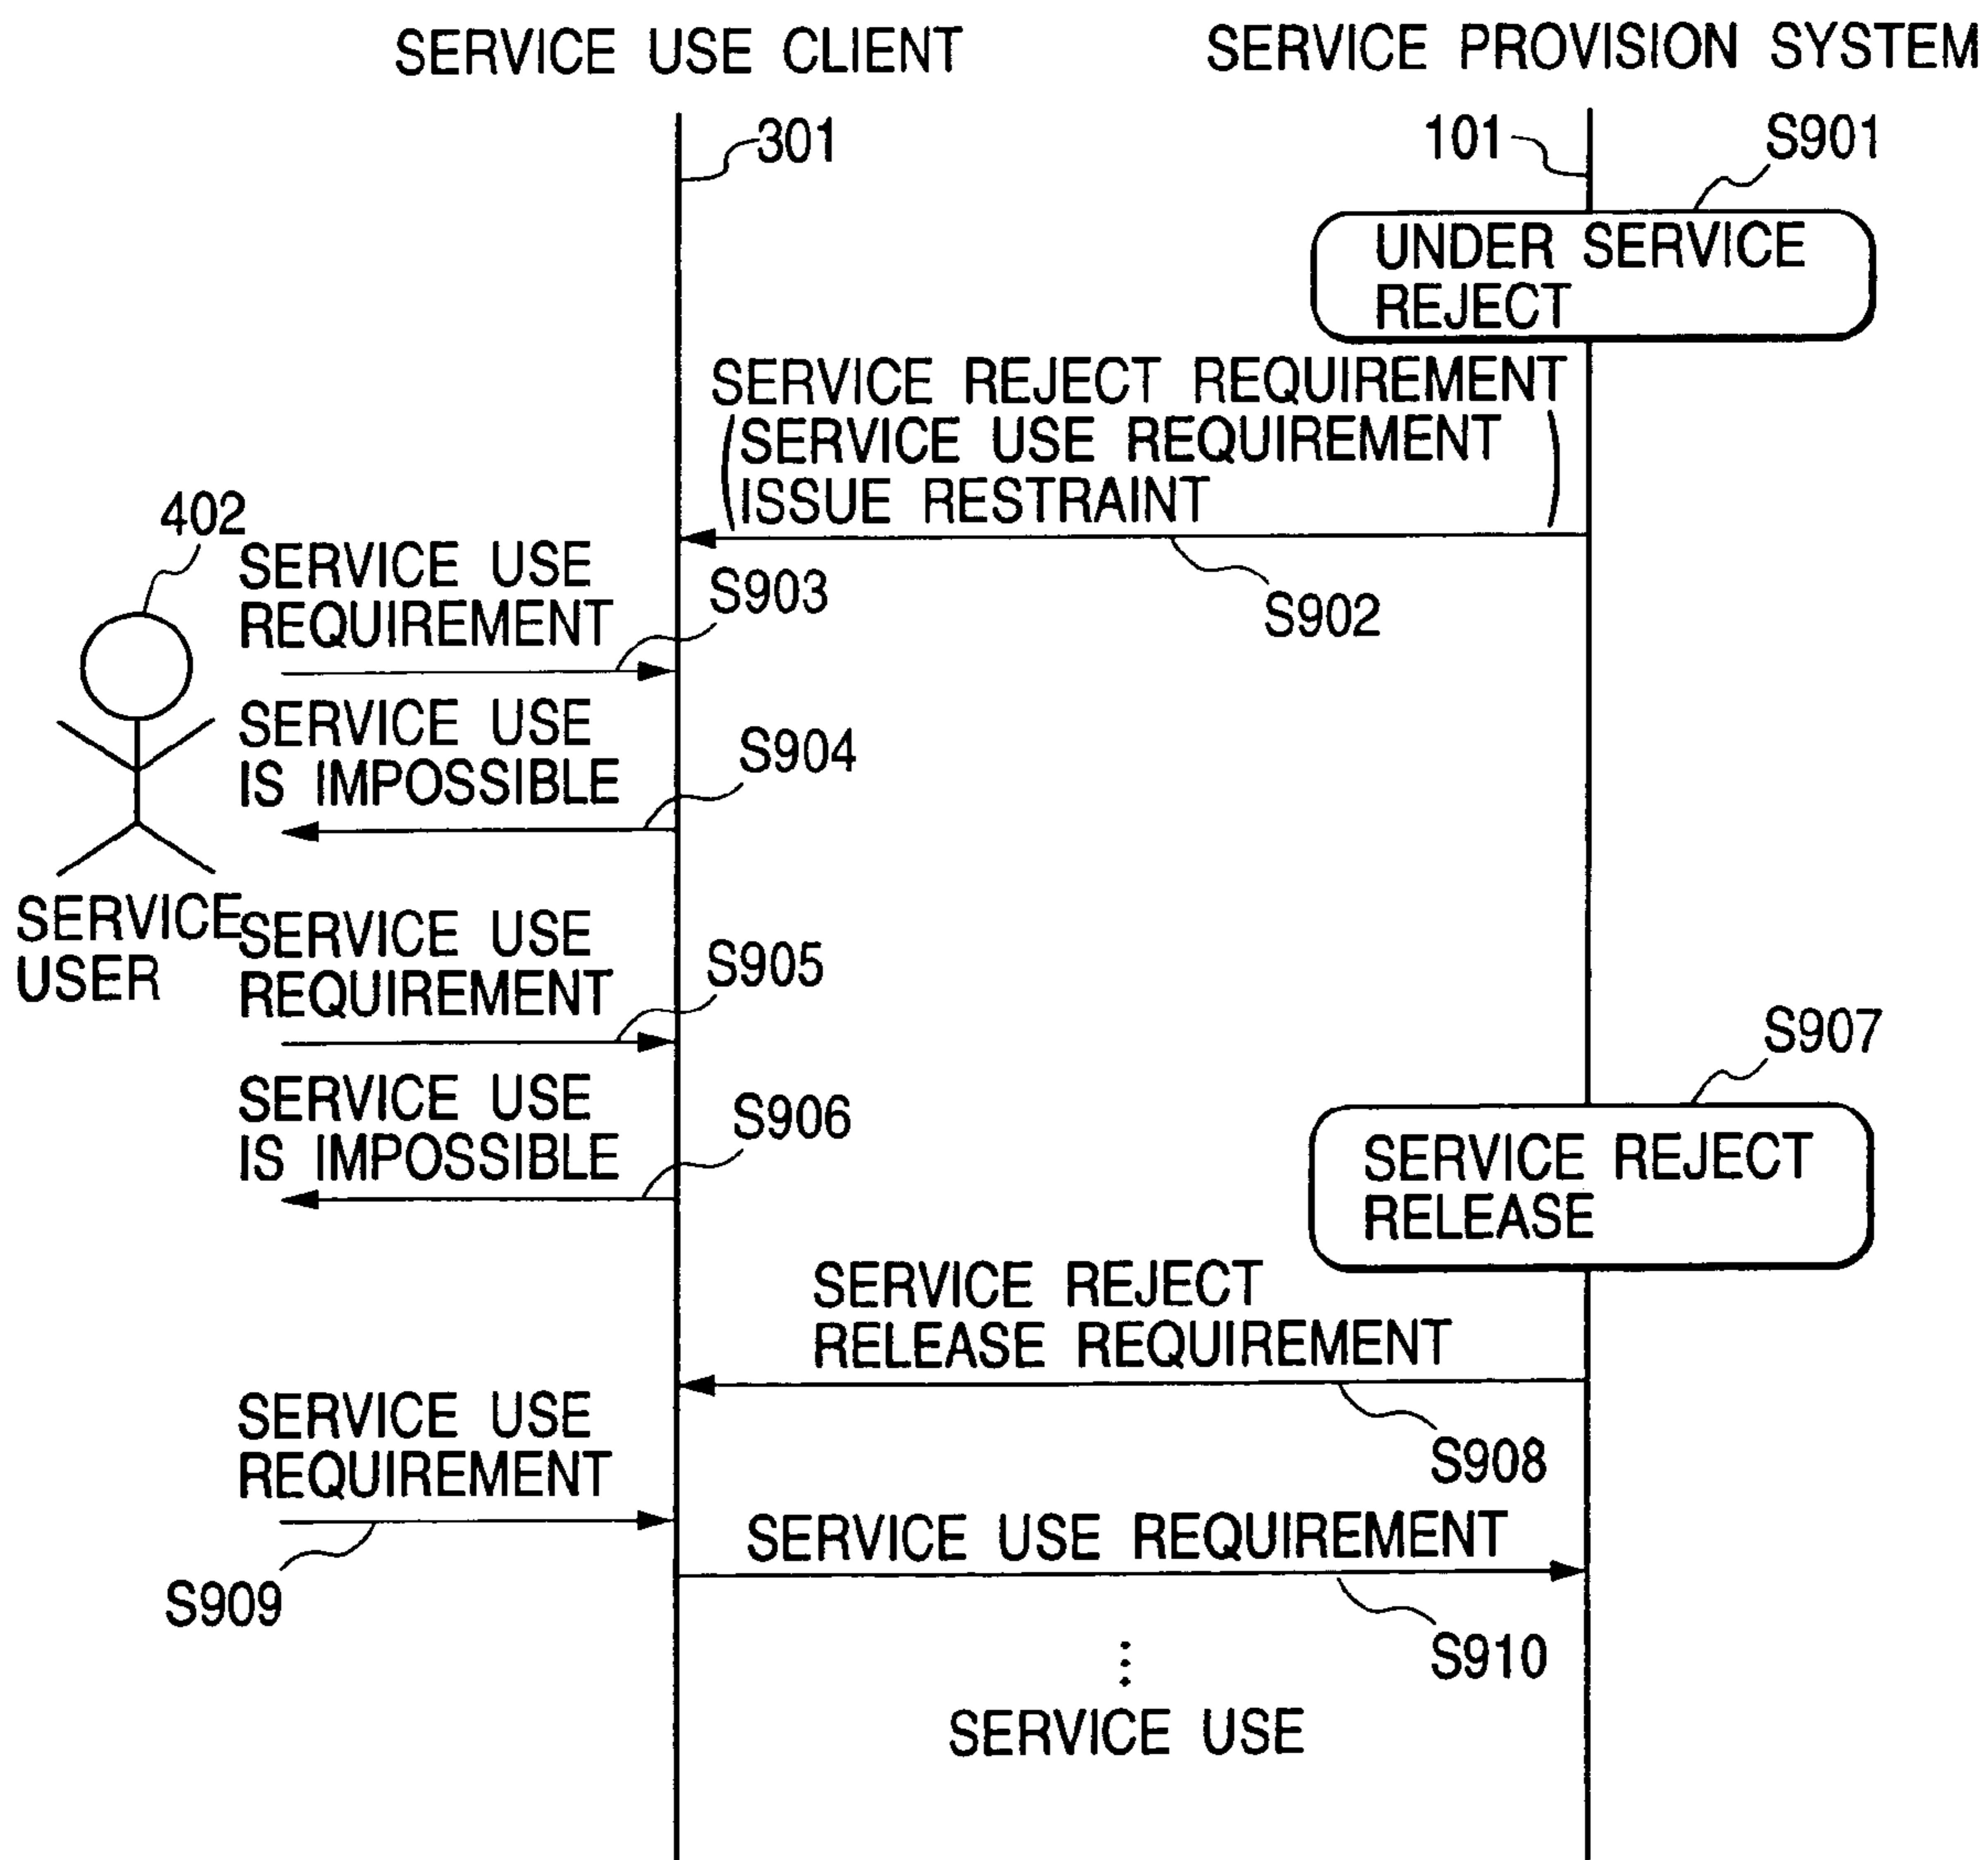 SERVICE USE CLIENT
SERVICE PROVISION SYSTEM
301
101
S901
UNDER SERVICE
REJECT
SERVICE REJECT REQUIREMENT
(SERVICE USE REQUIREMENT
ISSUE RESTRAINT)
S902
402
SERVICE USE
REQUIREMENT
S903
SERVICE USE
IS IMPOSSIBLE
S904
SERVICE
USER
SERVICE USE
REQUIREMENT
S905
SERVICE USE
IS IMPOSSIBLE
S906
S907
SERVICE REJECT
RELEASE
SERVICE REJECT
RELEASE REQUIREMENT
S908
SERVICE USE
REQUIREMENT
S909
SERVICE USE REQUIREMENT
S910
⋮
SERVICE USE